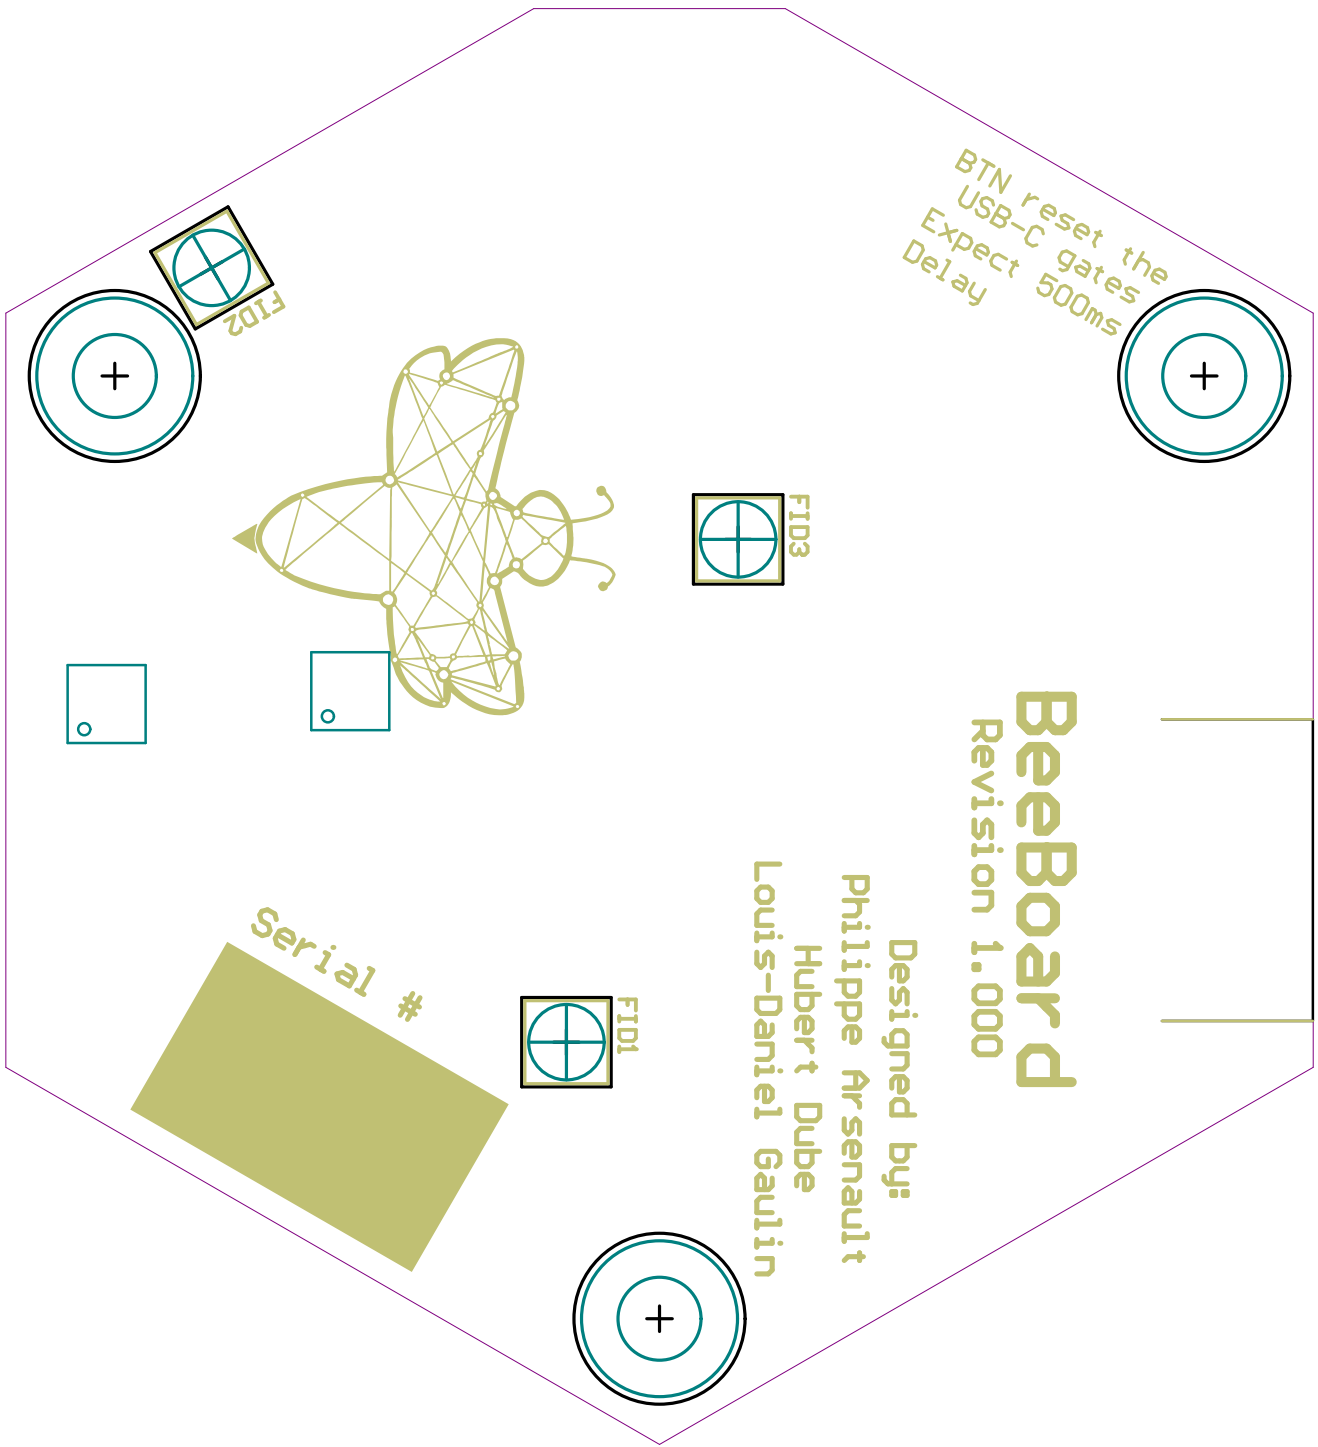 BTN reset the
USB-C gates
Expect 500ms
Delay
FID2
FID3
BeeBoard
Revision 1.000
Designed by:
Philippe Arsenault
Hubert Dube
Louis-Daniel Gaulin
Serial #
FID1